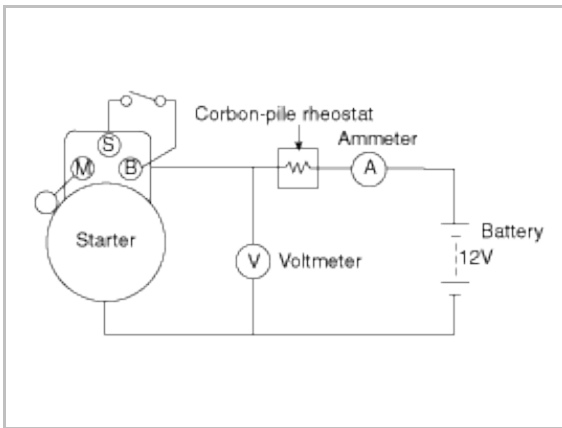 Corbon-pile rheostat
Ammeter
S
M
B
A
Starter
V
Voltmeter
Battery
12V